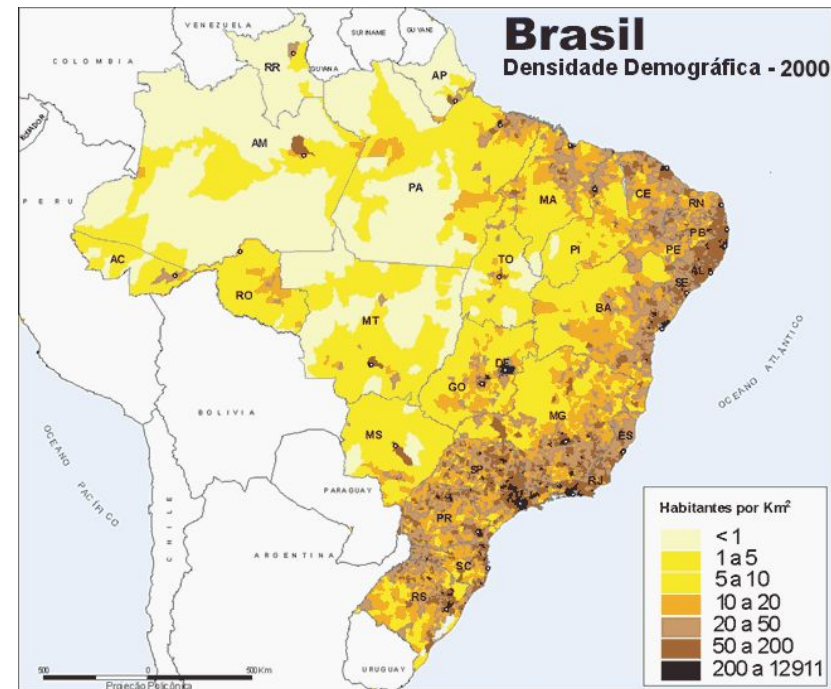 Brasil
Densidade Demográfica - 2000
VENEZUELA
SURINAME
GUYANE
COLOMBIA
GUYANA
RR
AP
EQUADOR
AM
PA
MA
CE
RN
PERU
PB
PI
PE
AC
TO
AL
SE
RO
BA
MT
OCEANO ATLÂNTICO
DF
GO
BOLIVIA
MG
MS
ES
OCEANO PACÍFICO
SP
RJ
PARAGUAY
PR
CHILE
ARGENTINA
SC
RS
URUGUAY
Habitantes por Km²
< 1
1 a 5
5 a 10
10 a 20
20 a 50
50 a 200
200 a 12911
500 0 500 Km
Projeção Policônica